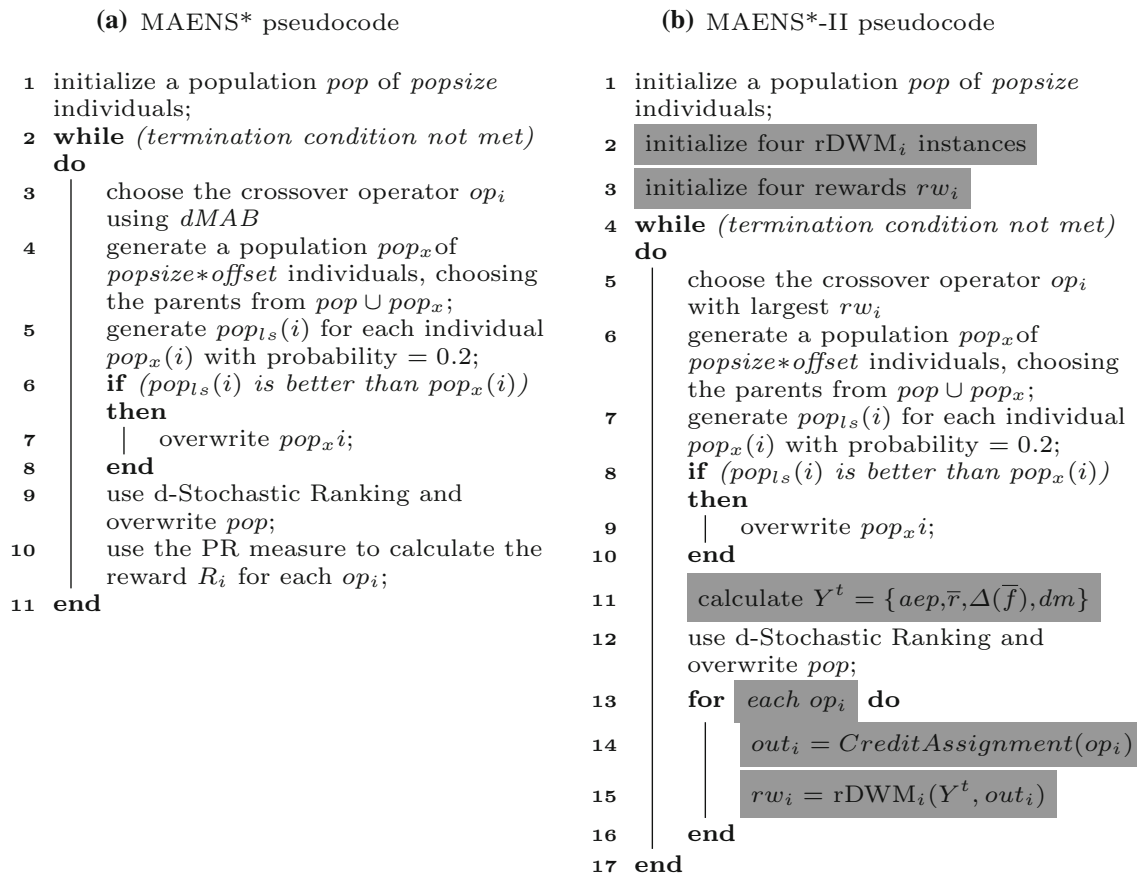 (a) MAENS* pseudocode
1 initialize a population pop of popsize
individuals;
2 while (termination condition not met)
do
3 choose the crossover operator op_i
using dMAB
4 generate a population pop_x of
popsize*offset individuals, choosing
the parents from pop ∪ pop_x;
5 generate pop_ls(i) for each individual
pop_x(i) with probability = 0.2;
6 if (pop_ls(i) is better than pop_x(i))
then
7 overwrite pop_x i;
8 end
9 use d-Stochastic Ranking and
overwrite pop;
10 use the PR measure to calculate the
reward R_i for each op_i;
11 end
(b) MAENS*-II pseudocode
1 initialize a population pop of popsize
individuals;
2 initialize four rDWM_i instances
3 initialize four rewards rw_i
4 while (termination condition not met)
do
5 choose the crossover operator op_i
with largest rw_i
6 generate a population pop_x of
popsize*offset individuals, choosing
the parents from pop ∪ pop_x;
7 generate pop_ls(i) for each individual
pop_x(i) with probability = 0.2;
8 if (pop_ls(i) is better than pop_x(i))
then
9 overwrite pop_x i;
10 end
11 calculate Y^t = {aep, r̅, Δ(f̅), dm}
12 use d-Stochastic Ranking and
overwrite pop;
13 for each op_i do
14 out_i = CreditAssignment(op_i)
15 rw_i = rDWM_i(Y^t, out_i)
16 end
17 end